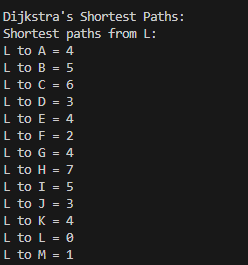 Dijkstra's Shortest Paths:
Shortest paths from L:
L to A = 4
L to B = 5
L to C = 6
L to D = 3
L to E = 4
L to F = 2
L to G = 4
L to H = 7
L to I = 5
L to J = 3
L to K = 4
L to L = 0
L to M = 1